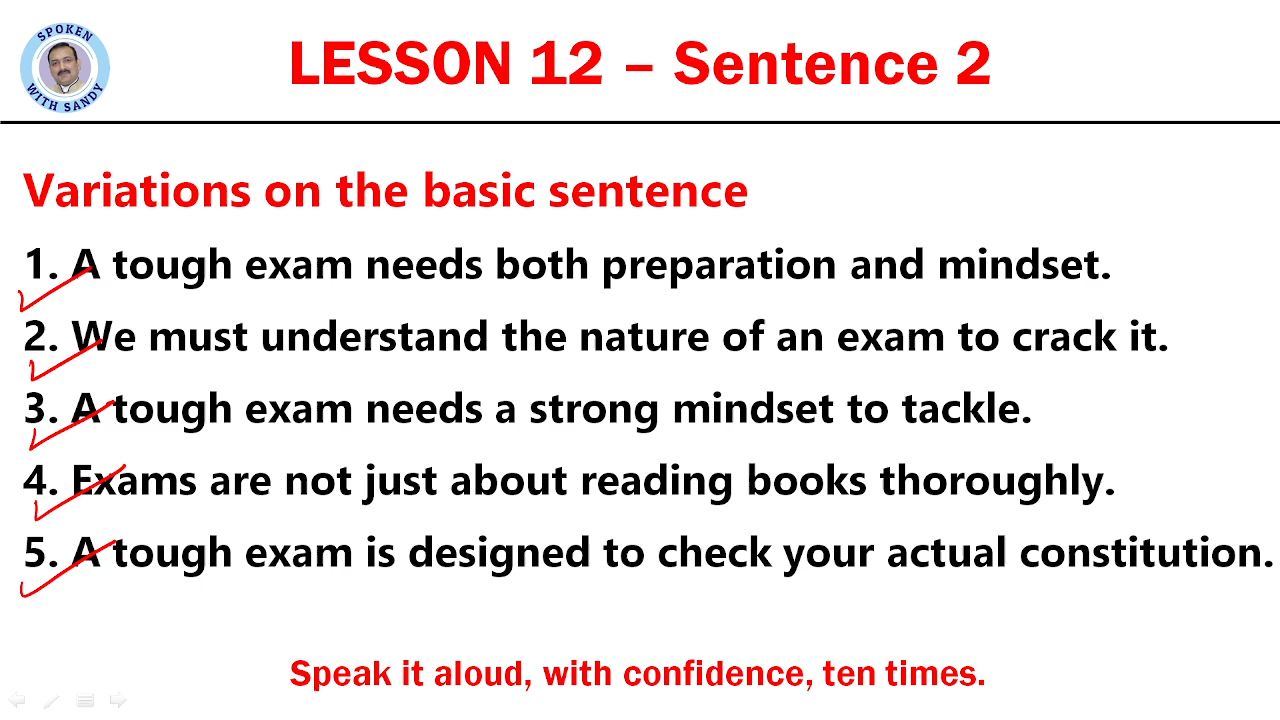 SPOKEN
WITH SANDY
LESSON 12 – Sentence 2
Variations on the basic sentence
1. A tough exam needs both preparation and mindset.
2. We must understand the nature of an exam to crack it.
3. A tough exam needs a strong mindset to tackle.
4. Exams are not just about reading books thoroughly.
5. A tough exam is designed to check your actual constitution.
Speak it aloud, with confidence, ten times.